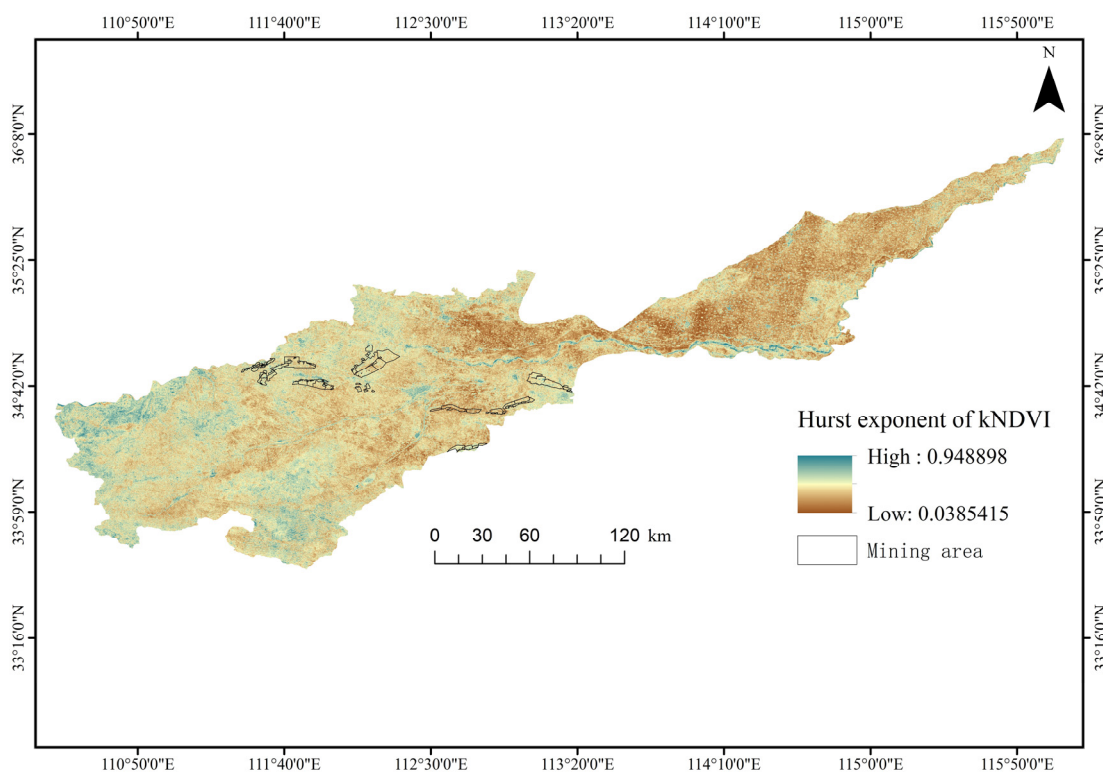 110°50'0"E 111°40'0"E 112°30'0"E 113°20'0"E 114°10'0"E 115°0'0"E 115°50'0"E
N
36°8'0"N 36°8'0"N
35°25'0"N 35°25'0"N
34°42'0"N 34°42'0"N
Hurst exponent of kNDVI
High : 0.948898
Low: 0.0385415
33°59'0"N 33°59'0"N
0 30 60 120 km
Mining area
33°16'0"N 33°16'0"N
110°50'0"E 111°40'0"E 112°30'0"E 113°20'0"E 114°10'0"E 115°0'0"E 115°50'0"E